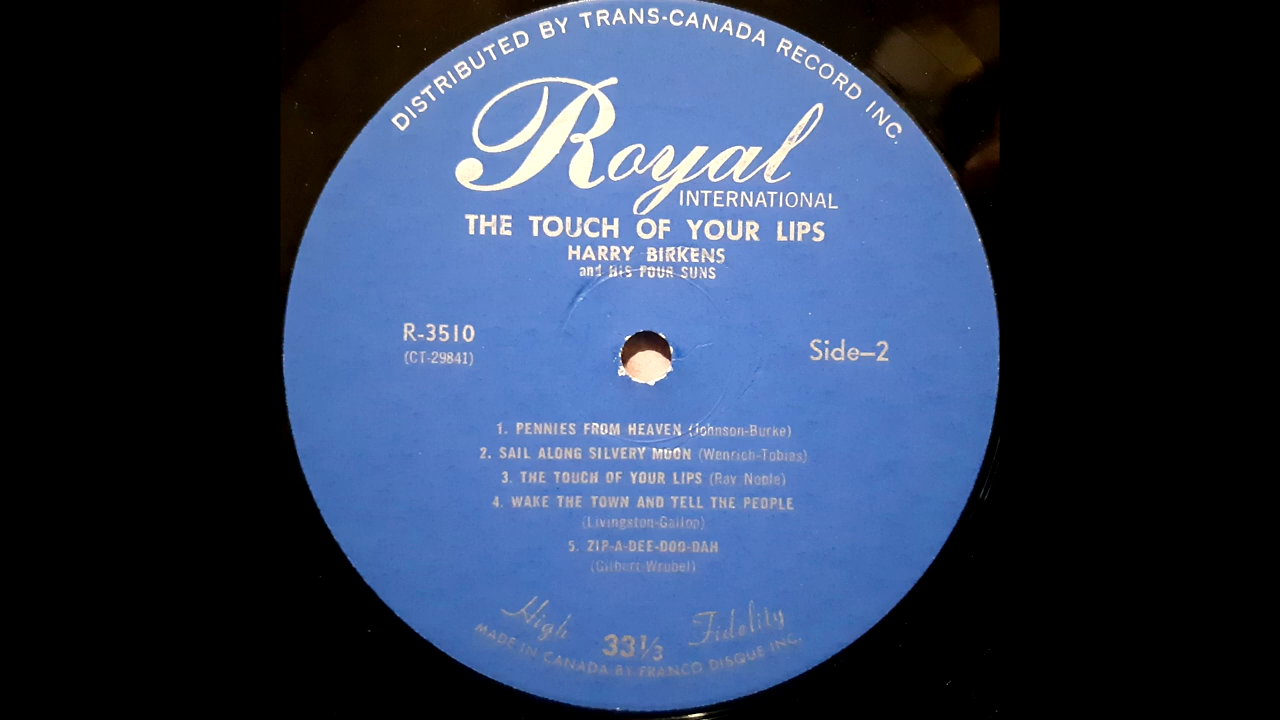 DISTRIBUTED BY TRANS-CANADA RECORD INC.
Royal
INTERNATIONAL
THE TOUCH OF YOUR LIPS
HARRY BIRKENS
and HIS FOUR SUNS
R-3510
(CT-29841)
Side-2
1. PENNIES FROM HEAVEN (Johnson-Burke)
2. SAIL ALONG SILVERY MOON (Wenrich-Tobias)
3. THE TOUCH OF YOUR LIPS (Ray Noble)
4. WAKE THE TOWN AND TELL THE PEOPLE
(Livingston-Gallop)
5. ZIP-A-DEE-DOO-DAH
(Gilbert-Wrubel)
High Fidelity
33⅓
MADE IN CANADA BY FRANCO DISQUE INC.